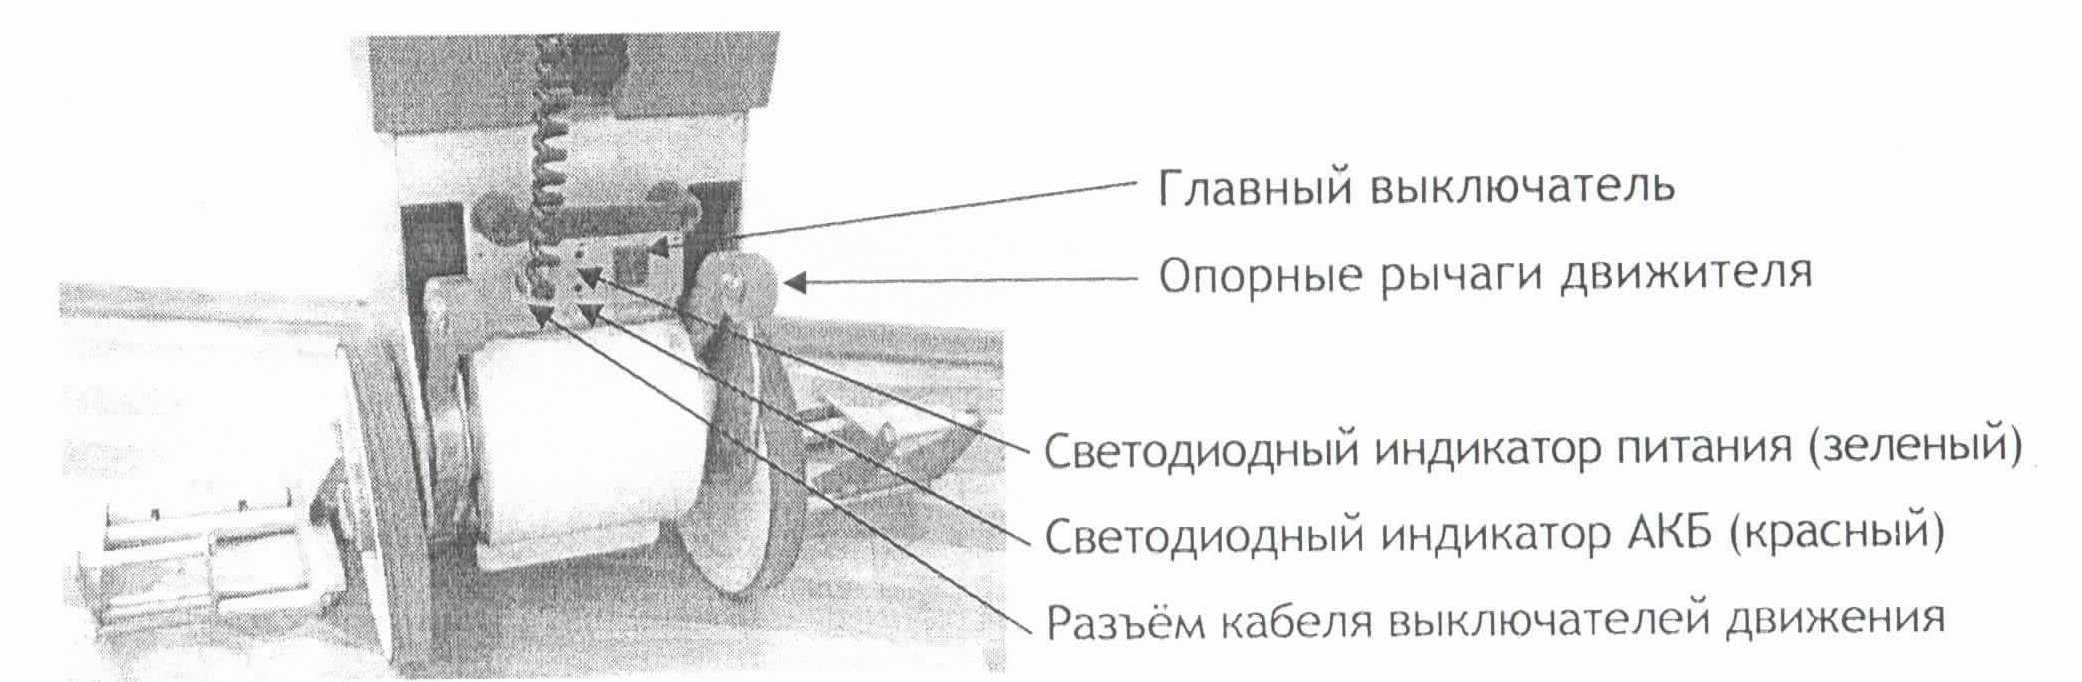 Главный выключатель
Опорные рычаги движителя
Светодиодный индикатор питания (зеленый)
Светодиодный индикатор АКБ (красный)
Разъём кабеля выключателей движения